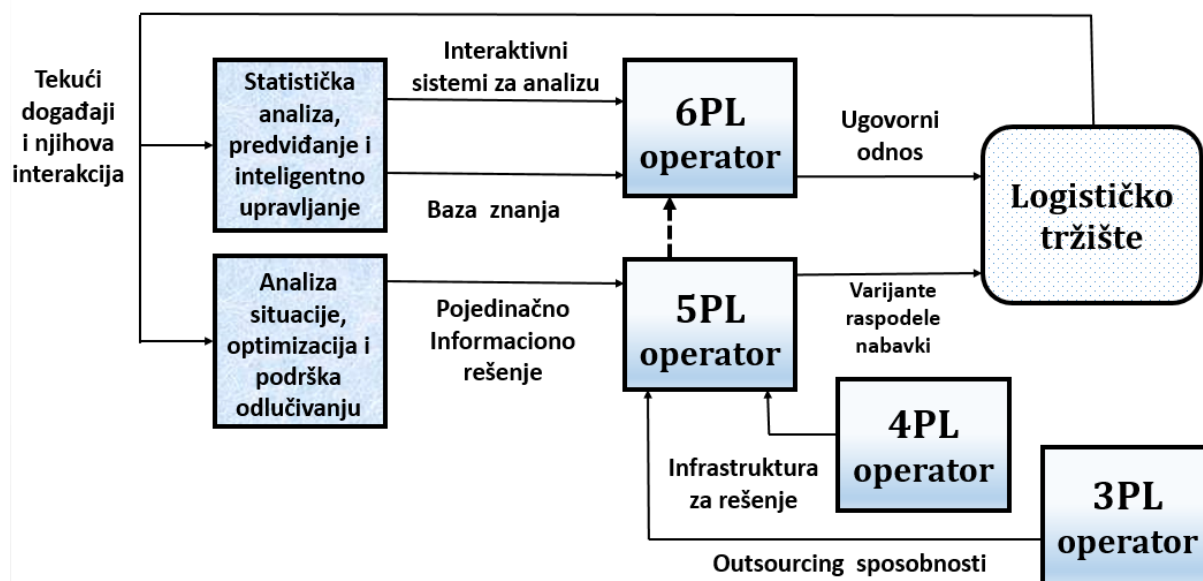 Tekući
događaji
i njihova
interakcija
Statistička
analiza,
predviđanje i
inteligentno
upravljanje
Interaktivni
sistemi za analizu
Baza znanja
6PL
operator
Ugovorni
odnos
Logističko
tržište
Analiza
situacije,
optimizacija i
podrška
odlučivanju
Pojedinačno
Informaciono
rešenje
5PL
operator
Varijante
raspodele
nabavki
4PL
operator
Infrastruktura
za rešenje
3PL
operator
Outsourcing sposobnosti